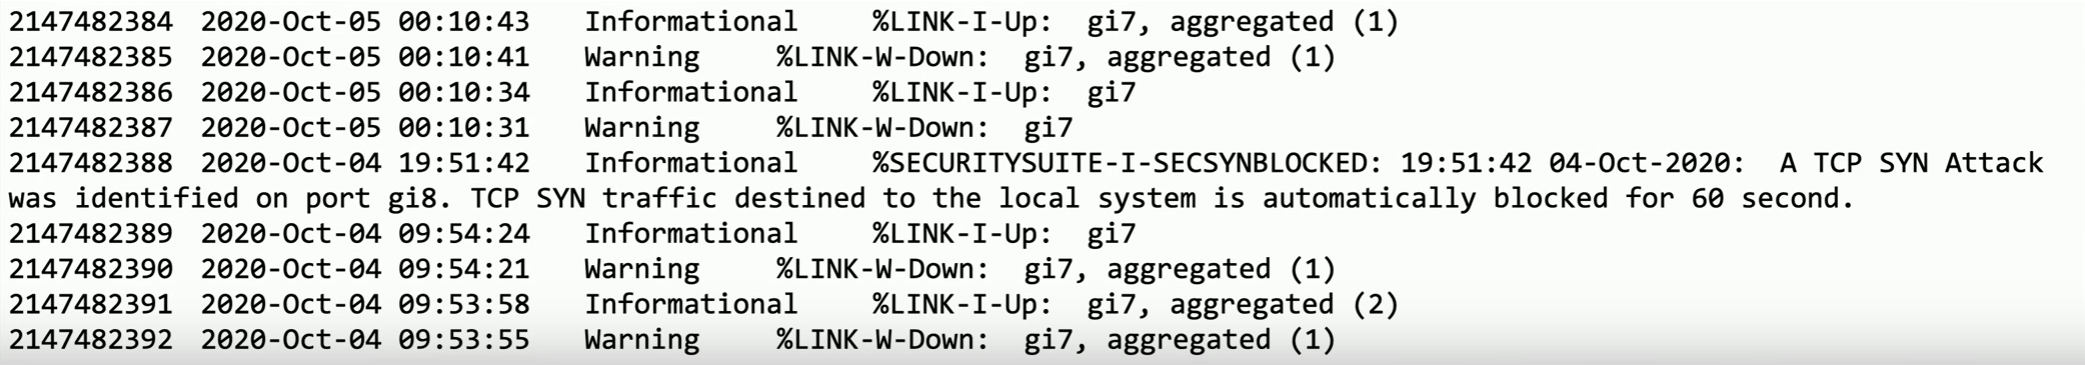 2147482384 2020-Oct-05 00:10:43 Informational %LINK-I-Up: gi7, aggregated (1)
2147482385 2020-Oct-05 00:10:41 Warning %LINK-W-Down: gi7, aggregated (1)
2147482386 2020-Oct-05 00:10:34 Informational %LINK-I-Up: gi7
2147482387 2020-Oct-05 00:10:31 Warning %LINK-W-Down: gi7
2147482388 2020-Oct-04 19:51:42 Informational %SECURITYSUITE-I-SECSYNBLOCKED: 19:51:42 04-Oct-2020: A TCP SYN Attack
was identified on port gi8. TCP SYN traffic destined to the local system is automatically blocked for 60 second.
2147482389 2020-Oct-04 09:54:24 Informational %LINK-I-Up: gi7
2147482390 2020-Oct-04 09:54:21 Warning %LINK-W-Down: gi7, aggregated (1)
2147482391 2020-Oct-04 09:53:58 Informational %LINK-I-Up: gi7, aggregated (2)
2147482392 2020-Oct-04 09:53:55 Warning %LINK-W-Down: gi7, aggregated (1)